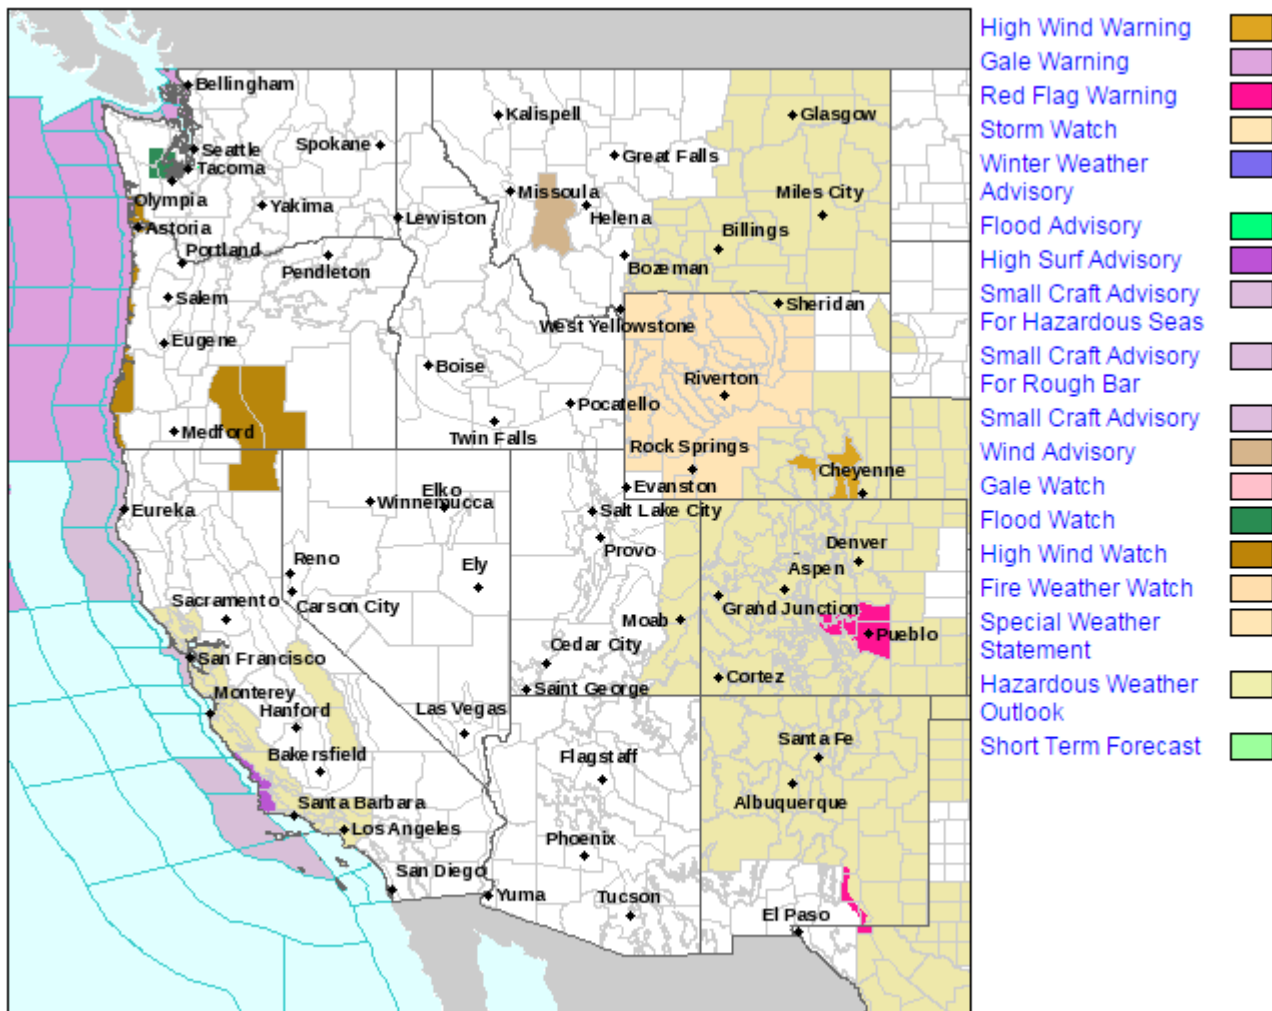 Bellingham
Kalispell
Glasgow
Seattle
Spokane
Great Falls
Tacoma
Missoula
Miles City
Olympia
Yakima
Lewiston
Helena
Astoria
Billings
Portland
Pendleton
Bozeman
Salem
Sheridan
West Yellowstone
Eugene
Boise
Riverton
Pocatello
Medford
Twin Falls
Rock Springs
Cheyenne
Elko
Evanston
Winnemucca
Eureka
Salt Lake City
Provo
Denver
Reno
Ely
Aspen
Sacramento
Carson City
Grand Junction
Moab
Pueblo
Cedar City
San Francisco
Cortez
Monterey
Saint George
Hanford
Las Vegas
Santa Fe
Bakersfield
Flagstaff
Santa Barbara
Albuquerque
Los Angeles
Phoenix
San Diego
Yuma
Tucson
El Paso
High Wind Warning
Gale Warning
Red Flag Warning
Storm Watch
Winter Weather
Advisory
Flood Advisory
High Surf Advisory
Small Craft Advisory
For Hazardous Seas
Small Craft Advisory
For Rough Bar
Small Craft Advisory
Wind Advisory
Gale Watch
Flood Watch
High Wind Watch
Fire Weather Watch
Special Weather
Statement
Hazardous Weather
Outlook
Short Term Forecast